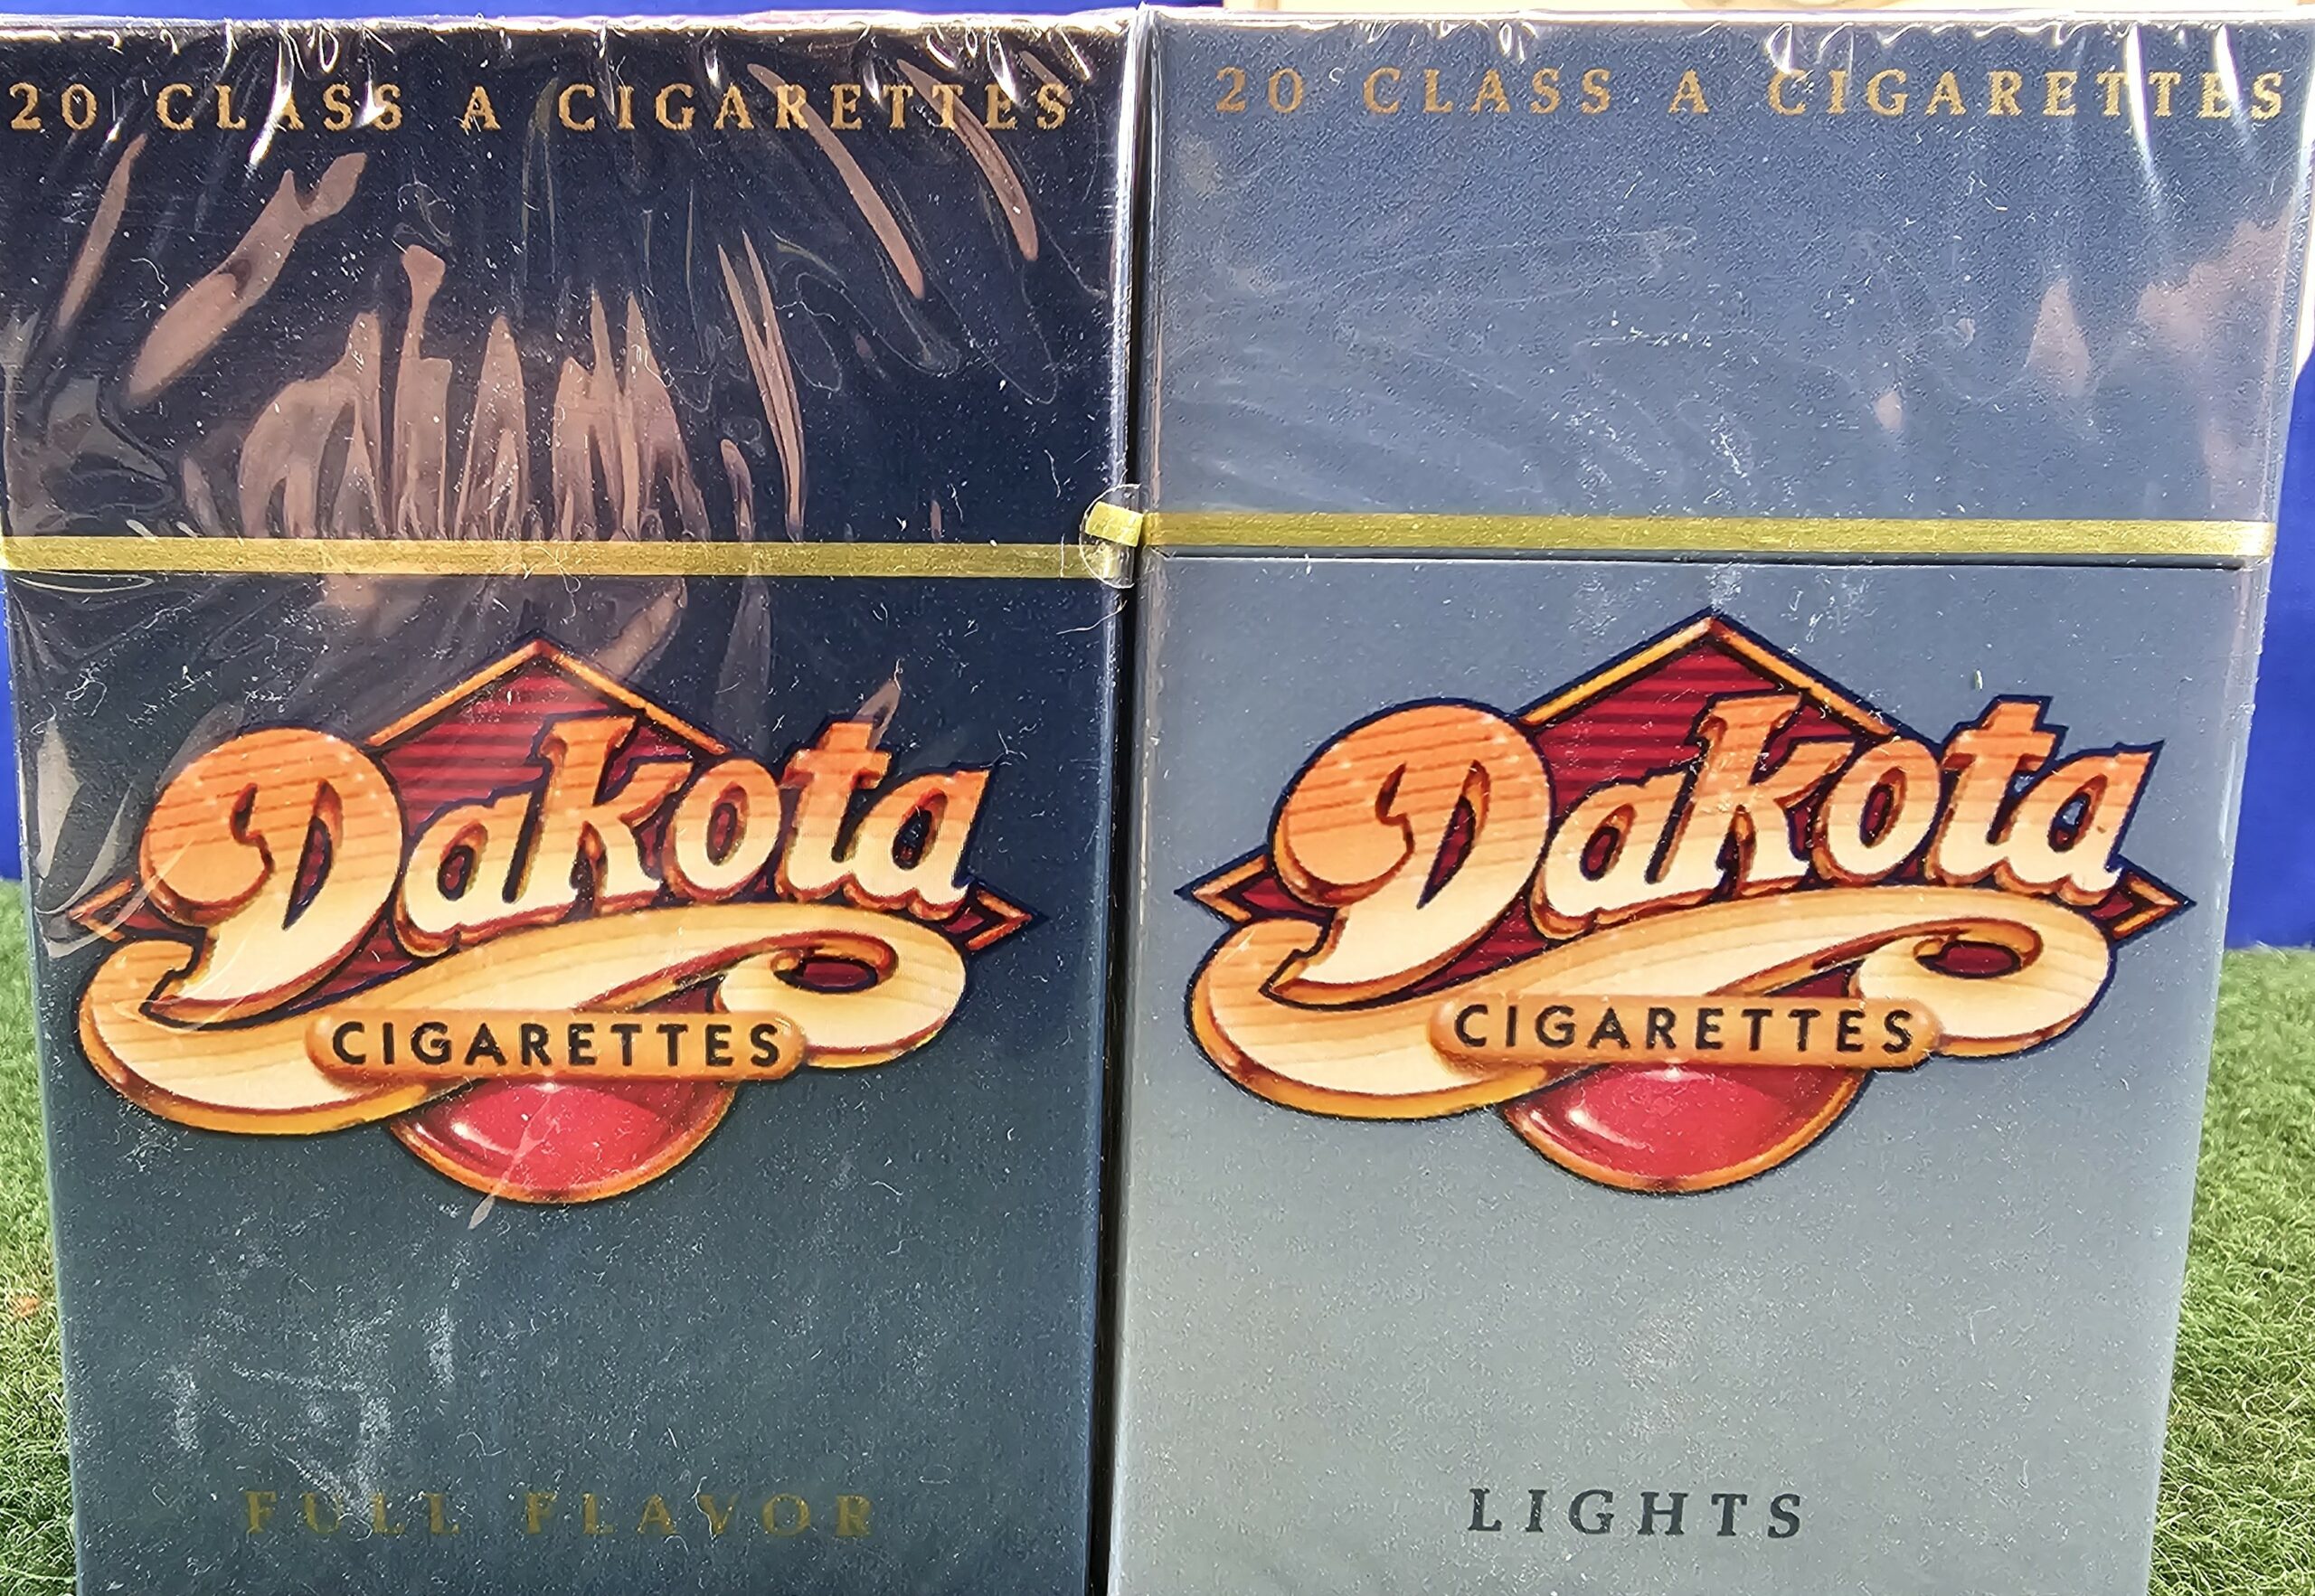 20 CLASS A CIGARETTES
Dakota
CIGARETTES
FULL FLAVOR
20 CLASS A CIGARETTES
Dakota
CIGARETTES
LIGHTS